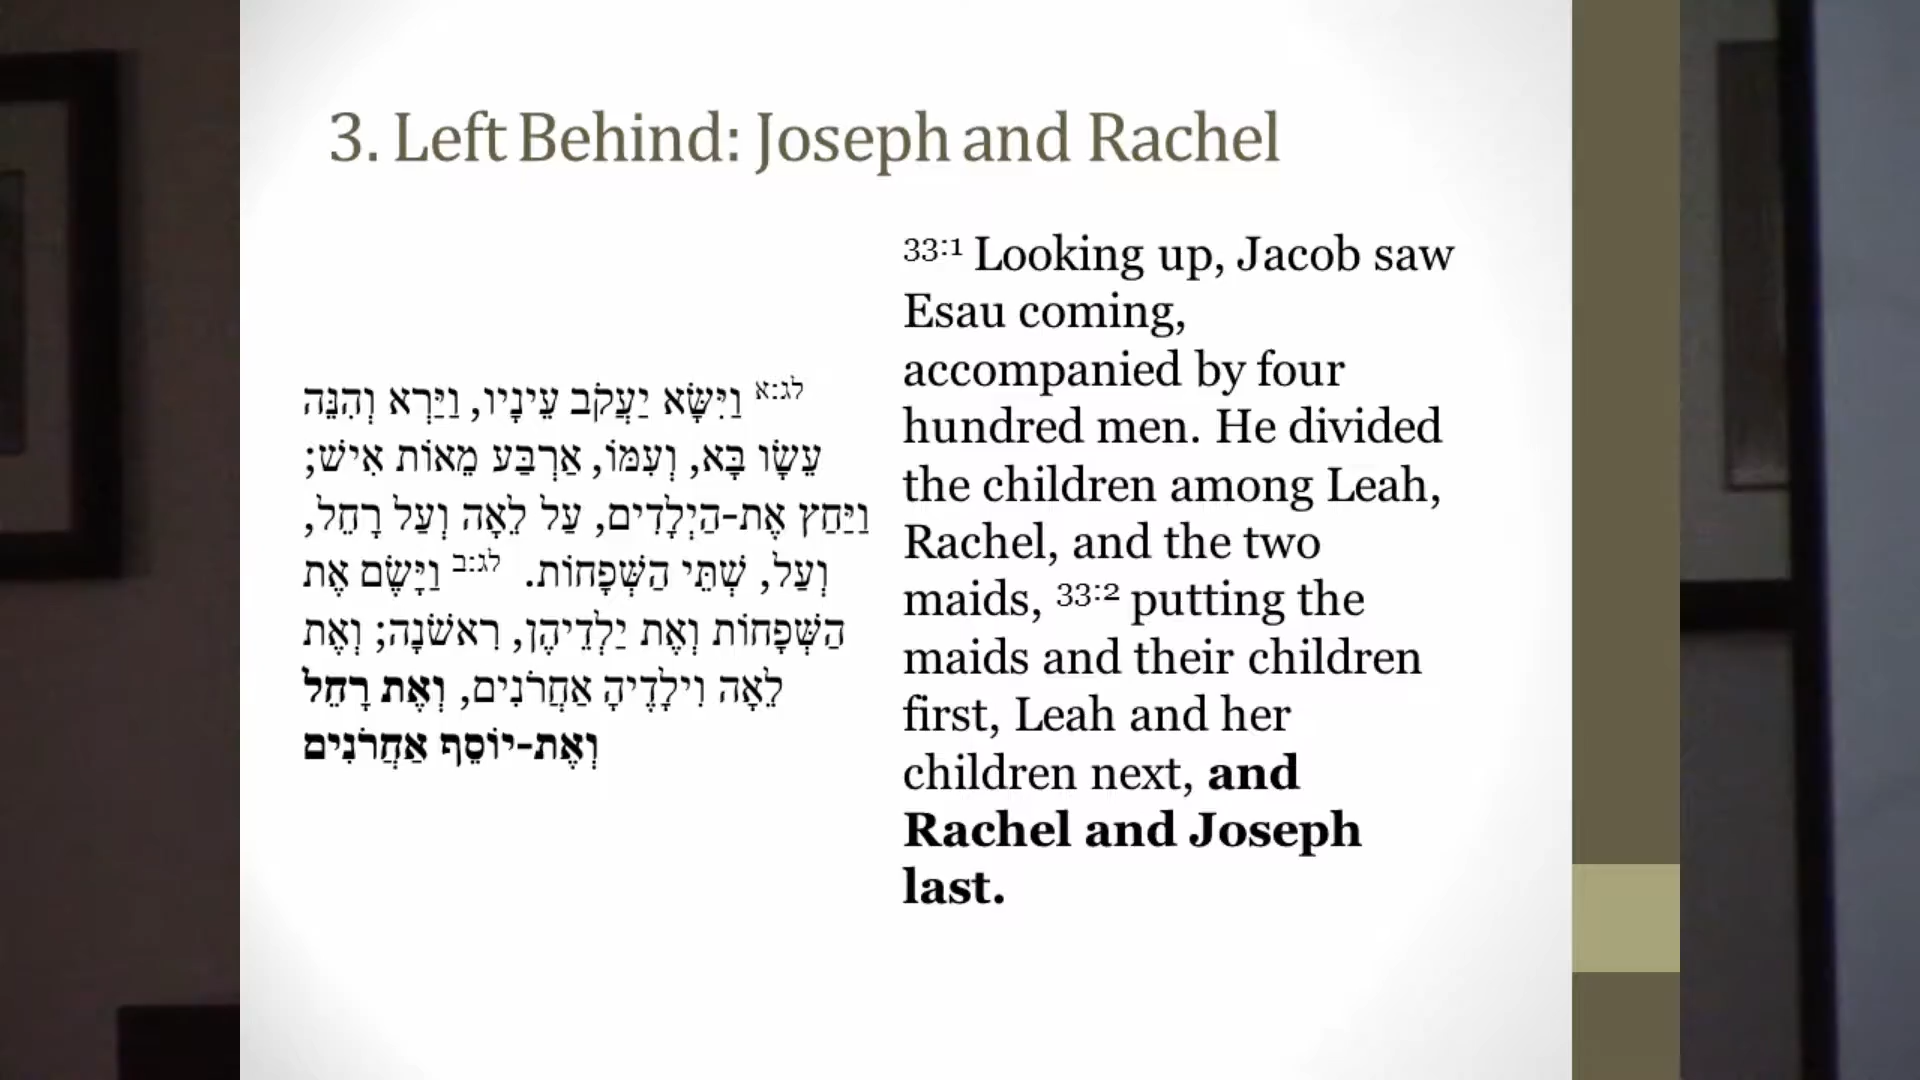 3. Left Behind: Joseph and Rachel
לג:א וַיִּשָּׂא יַעֲקֹב עֵינָיו, וַיַּרְא וְהִנֵּה
עֵשָׂו בָּא, וְעִמּוֹ, אַרְבַּע מֵאוֹת אִישׁ;
וַיַּחַץ אֶת-הַיְלָדִים, עַל לֵאָה וְעַל רָחֵל,
וְעַל, שְׁתֵּי הַשְּׁפָחוֹת. לג:ב וַיָּשֶׂם אֶת
הַשְּׁפָחוֹת וְאֶת יַלְדֵיהֶן, רִאשֹׁנָה; וְאֶת
לֵאָה וִילָדֶיהָ אַחֲרֹנִים, וְאֶת רָחֵל
וְאֶת-יוֹסֵף אַחֲרֹנִים
33:1 Looking up, Jacob saw
Esau coming,
accompanied by four
hundred men. He divided
the children among Leah,
Rachel, and the two
maids, 33:2 putting the
maids and their children
first, Leah and her
children next, and
Rachel and Joseph
last.